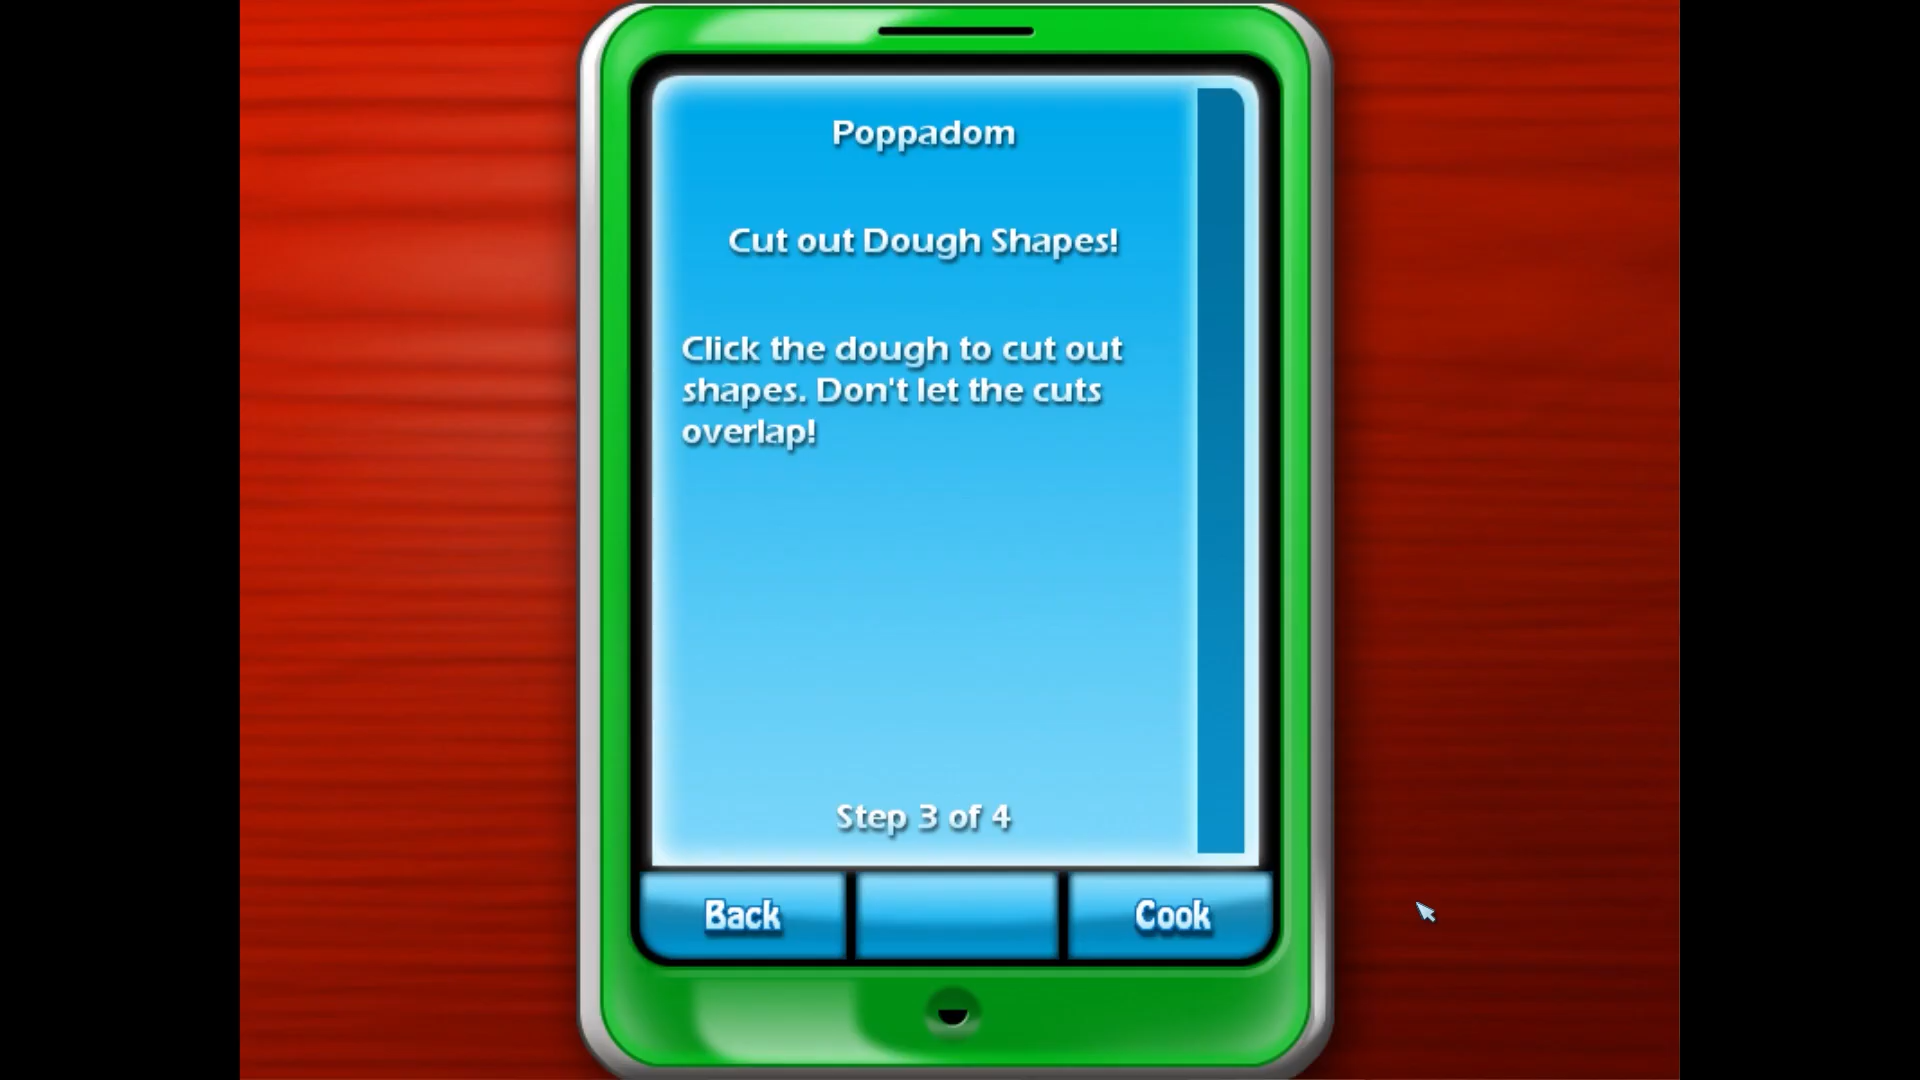 Poppadom
Cut out Dough Shapes!
Click the dough to cut out
shapes. Don't let the cuts
overlap!
Step 3 of 4
Back
Cook